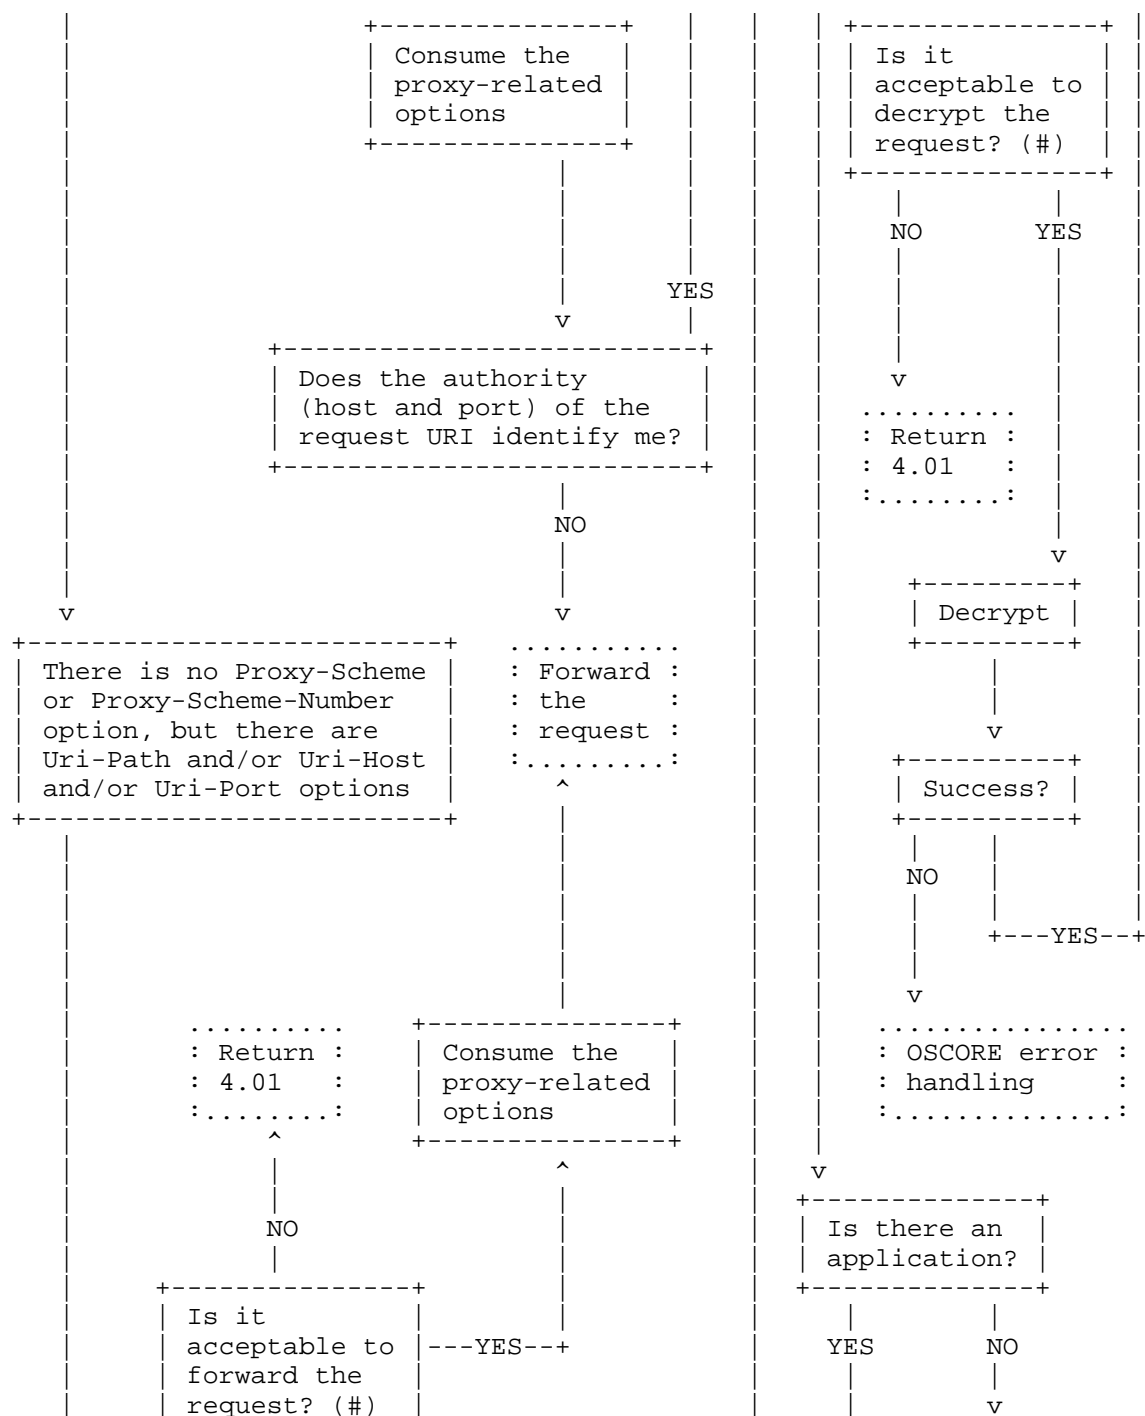 Consume the
proxy-related
options
Is it
acceptable to
decrypt the
request? (#)
NO
YES
YES
Does the authority
(host and port) of the
request URI identify me?
Return
4.01
NO
Decrypt
There is no Proxy-Scheme
or Proxy-Scheme-Number
option, but there are
Uri-Path and/or Uri-Host
and/or Uri-Port options
Forward
the
request
Success?
NO
YES
Return
4.01
Consume the
proxy-related
options
OSCORE error
handling
NO
Is there an
application?
Is it
acceptable to
forward the
request? (#)
YES
YES
NO